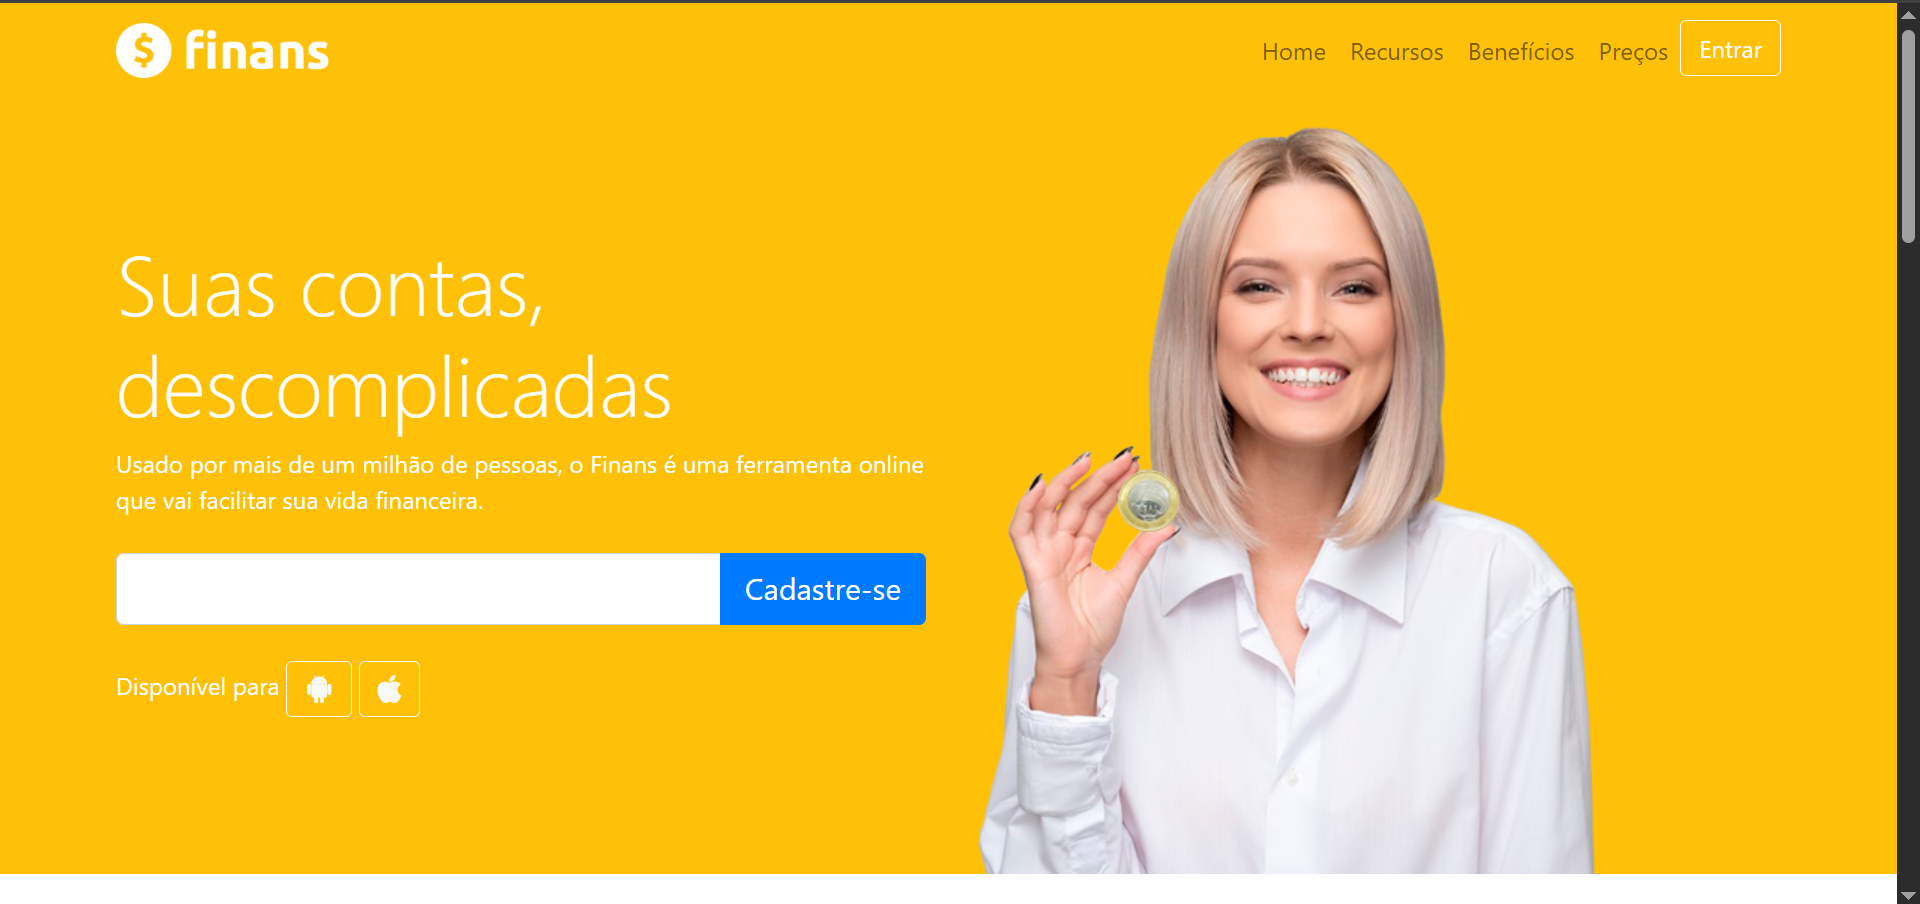 $ finans
Home Recursos Benefícios Preços Entrar
Suas contas,
descomplicadas
Usado por mais de um milhão de pessoas, o Finans é uma ferramenta online
que vai facilitar sua vida financeira.
Cadastre-se
Disponível para